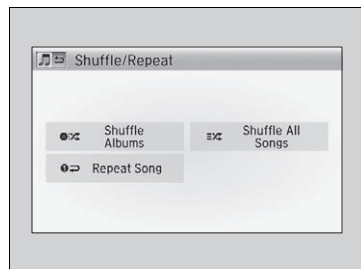 Shuffle/Repeat
Shuffle
Albums
Shuffle All
Songs
Repeat Song